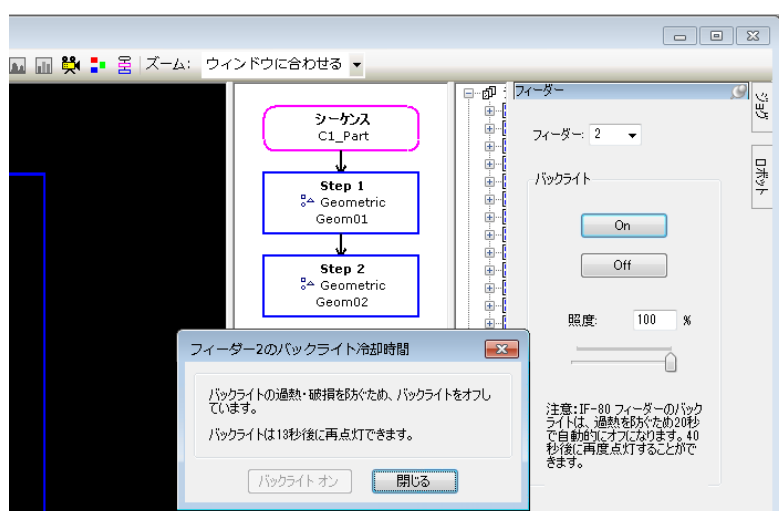 ズーム: ウィンドウに合わせる
シーケンス
C1_Part
Step 1
Geometric
Geom01
Step 2
Geometric
Geom02
フィーダー
フィーダー: 2
バックライト
On
Off
照度: 100 %
注意:IF-80 フィーダーのバック
ライトは、過熱を防ぐため20秒
で自動的にオフになります。40
秒後に再度点灯することがで
きます。
ジョグ
ロボット
フィーダー2のバックライト冷却時間
バックライトの過熱・破損を防ぐため、バックライトをオフし
ています。
バックライトは13秒後に再点灯できます。
バックライト オン
閉じる